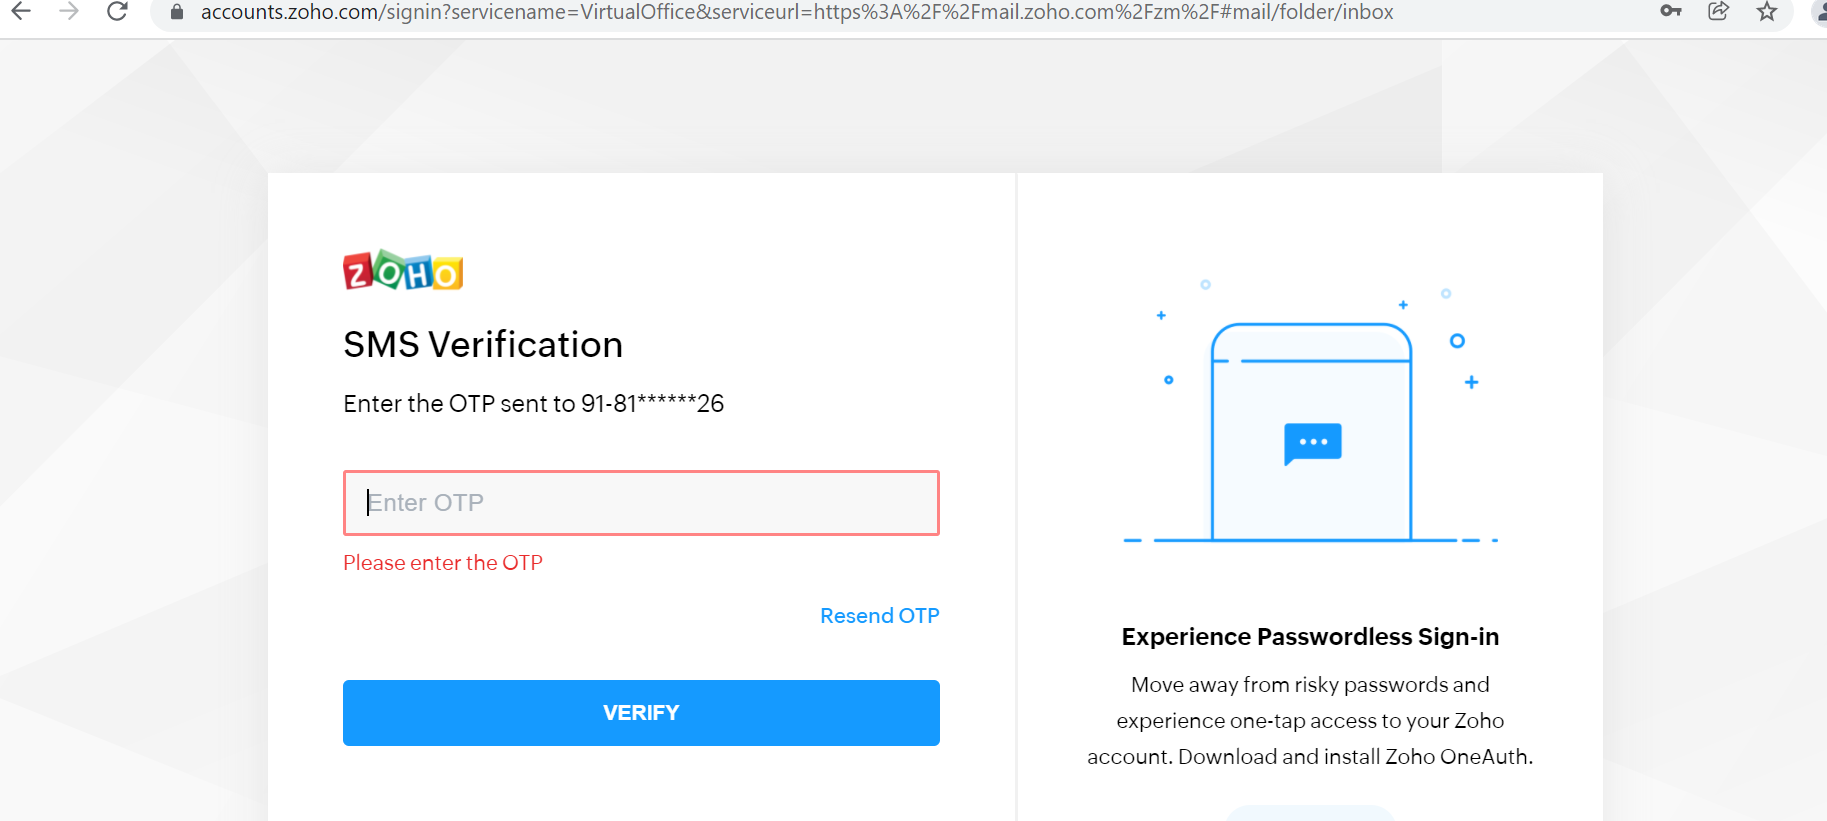 accounts.zoho.com/signin?servicename=VirtualOffice&serviceurl=https%3A%2F%2Fmail.zoho.com%2Fzm%2F#mail/folder/inbox
ZOHO
SMS Verification
Enter the OTP sent to 91-81******26
Enter OTP
Please enter the OTP
Resend OTP
VERIFY
Experience Passwordless Sign-in
Move away from risky passwords and
experience one-tap access to your Zoho
account. Download and install Zoho OneAuth.